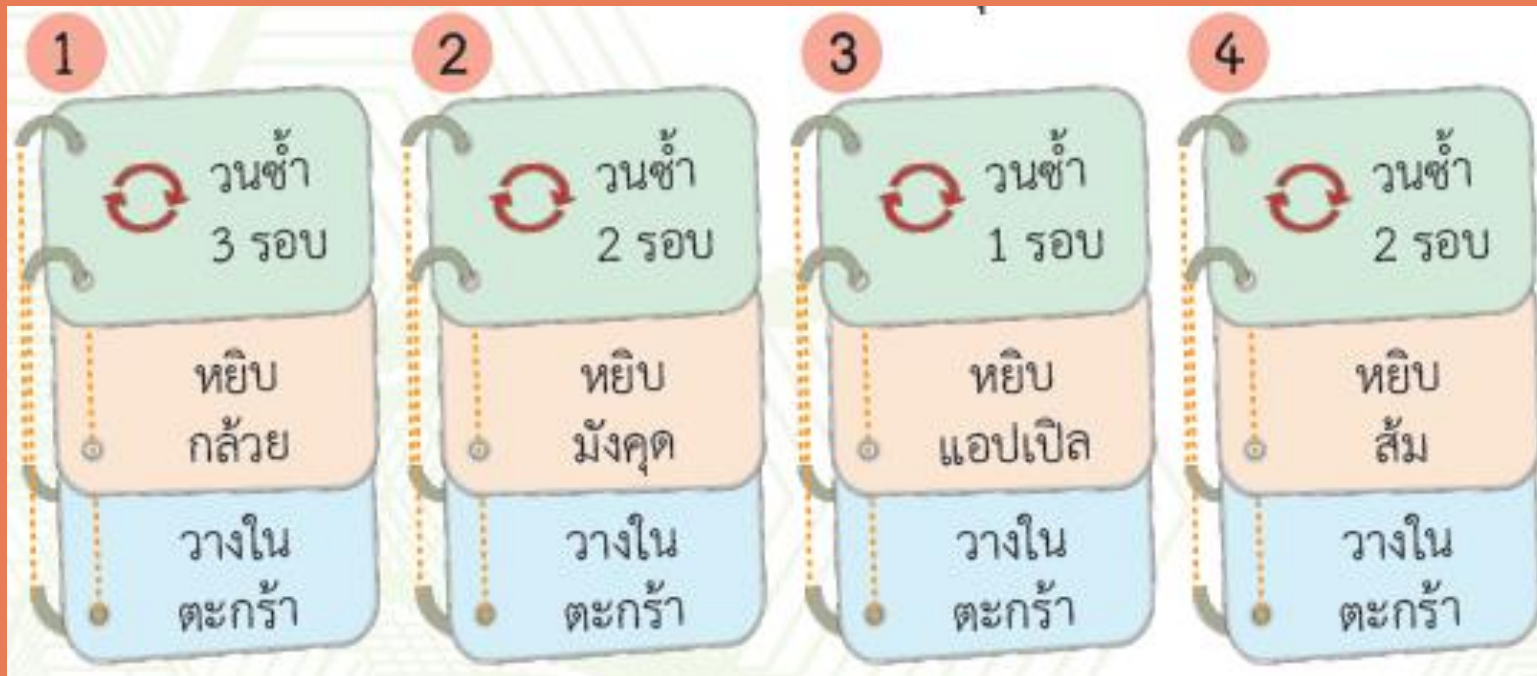 1
วนซ้ำ
3 รอบ
หยิบ
กล้วย
วางใน
ตะกร้า
2
วนซ้ำ
2 รอบ
หยิบ
มังคุด
วางใน
ตะกร้า
3
วนซ้ำ
1 รอบ
หยิบ
แอปเปิล
วางใน
ตะกร้า
4
วนซ้ำ
2 รอบ
หยิบ
ส้ม
วางใน
ตะกร้า